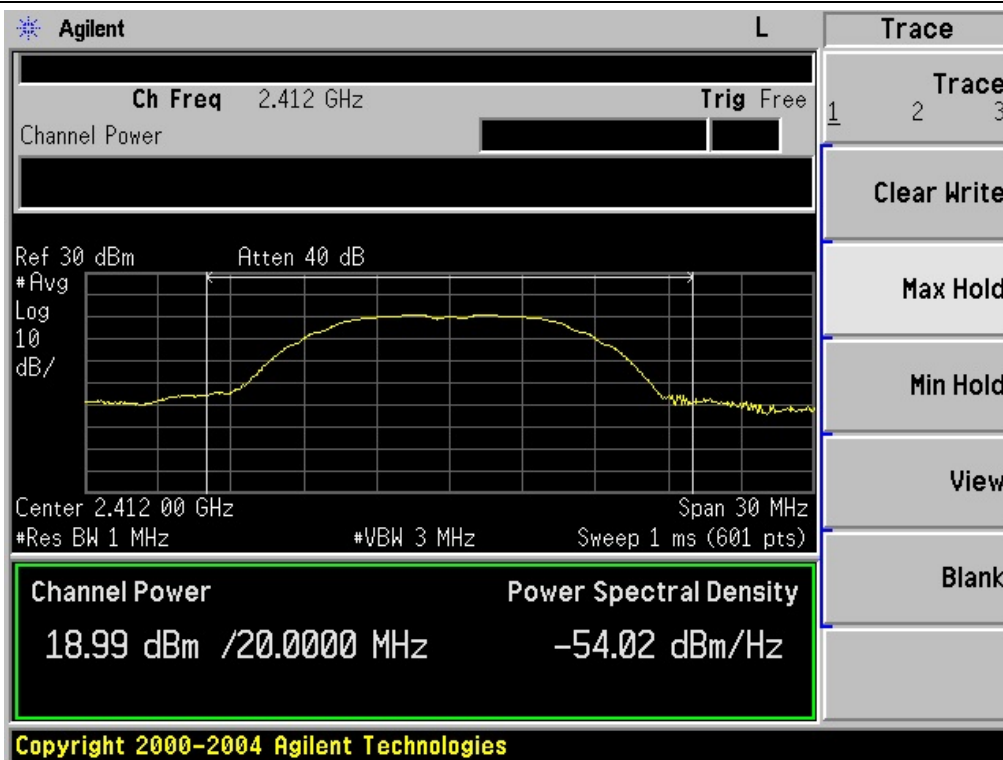 Agilent L
Trace
Ch Freq 2.412 GHz Trig Free
Channel Power
Trace
1 2 3
Clear Write
Ref 30 dBm Atten 40 dB
#Avg
Log
10
dB/
Max Hold
Min Hold
View
Center 2.412 00 GHz Span 30 MHz
#Res BW 1 MHz #VBW 3 MHz Sweep 1 ms (601 pts)
Blank
Channel Power Power Spectral Density
18.99 dBm /20.0000 MHz -54.02 dBm/Hz
Copyright 2000-2004 Agilent Technologies